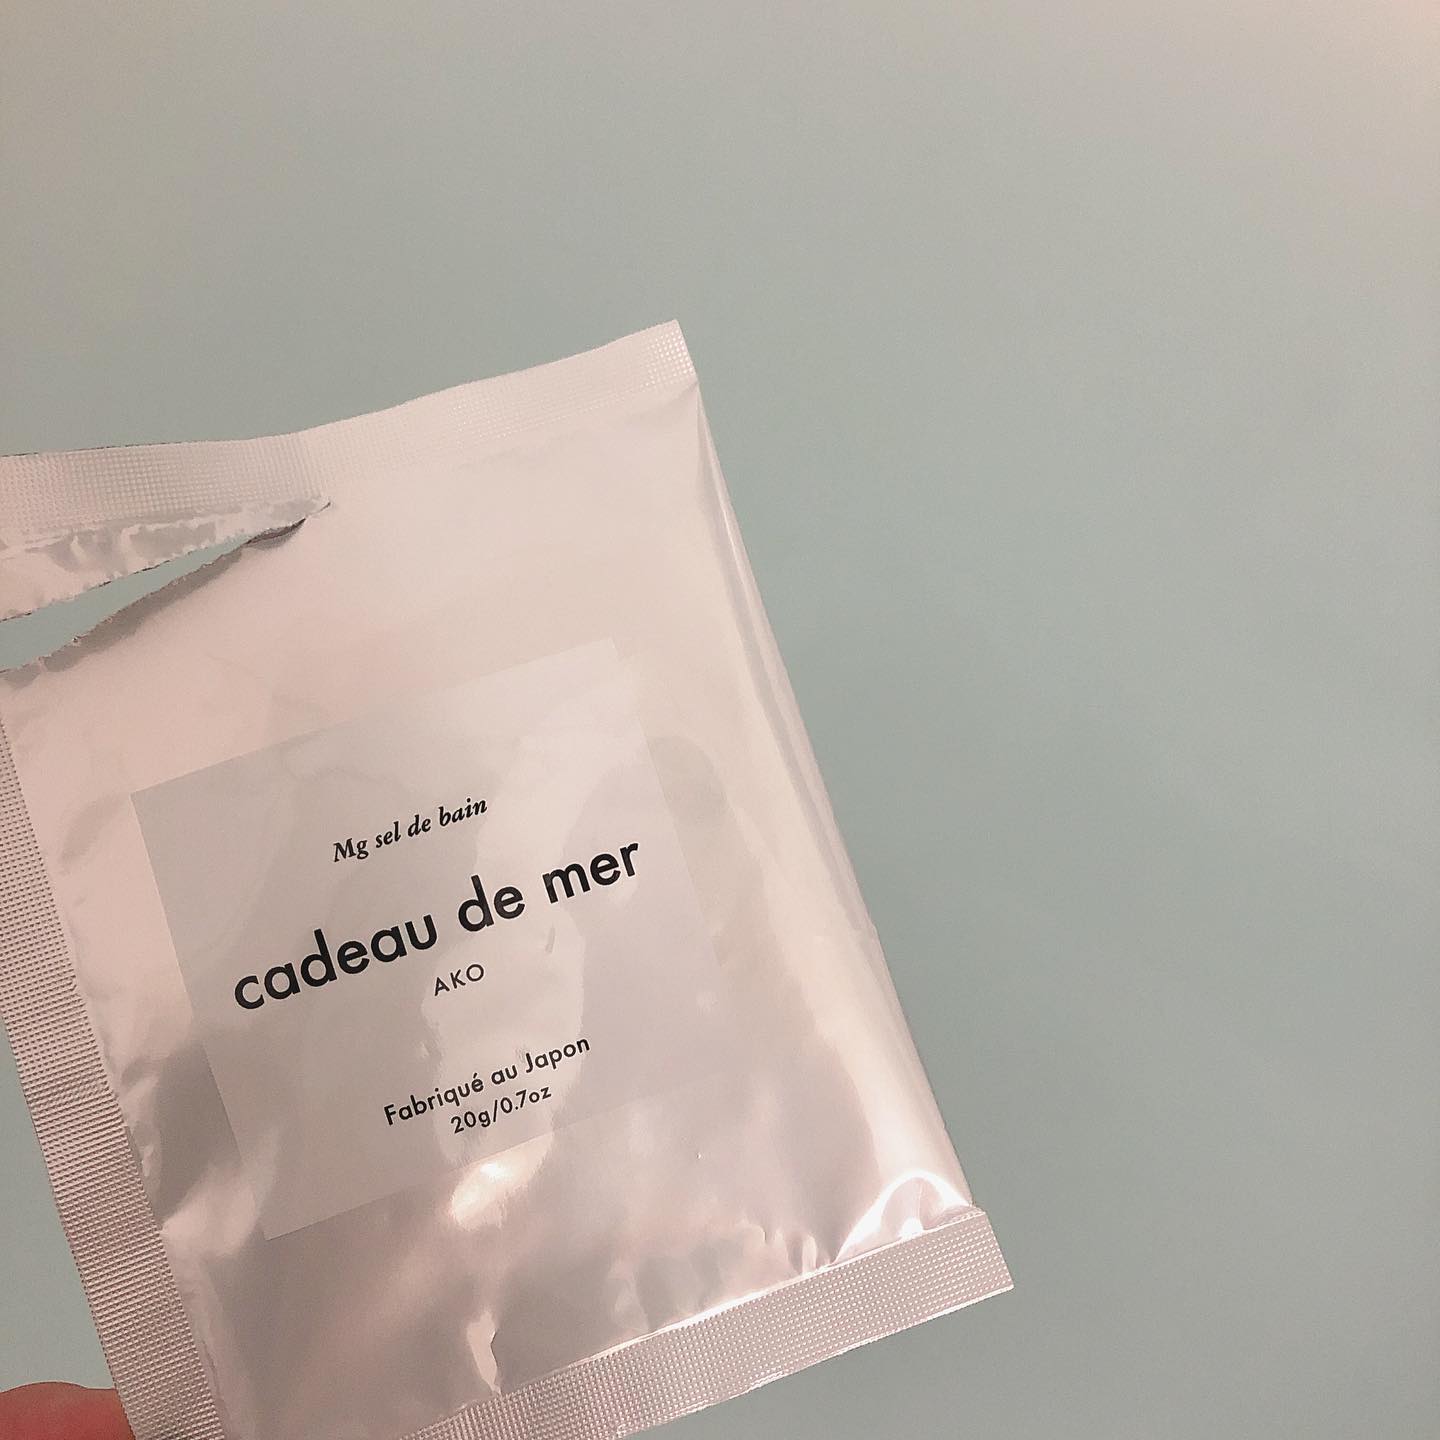 Mg sel de bain
cadeau de mer
AKO
Fabriqué au Japon
20g/0.7oz